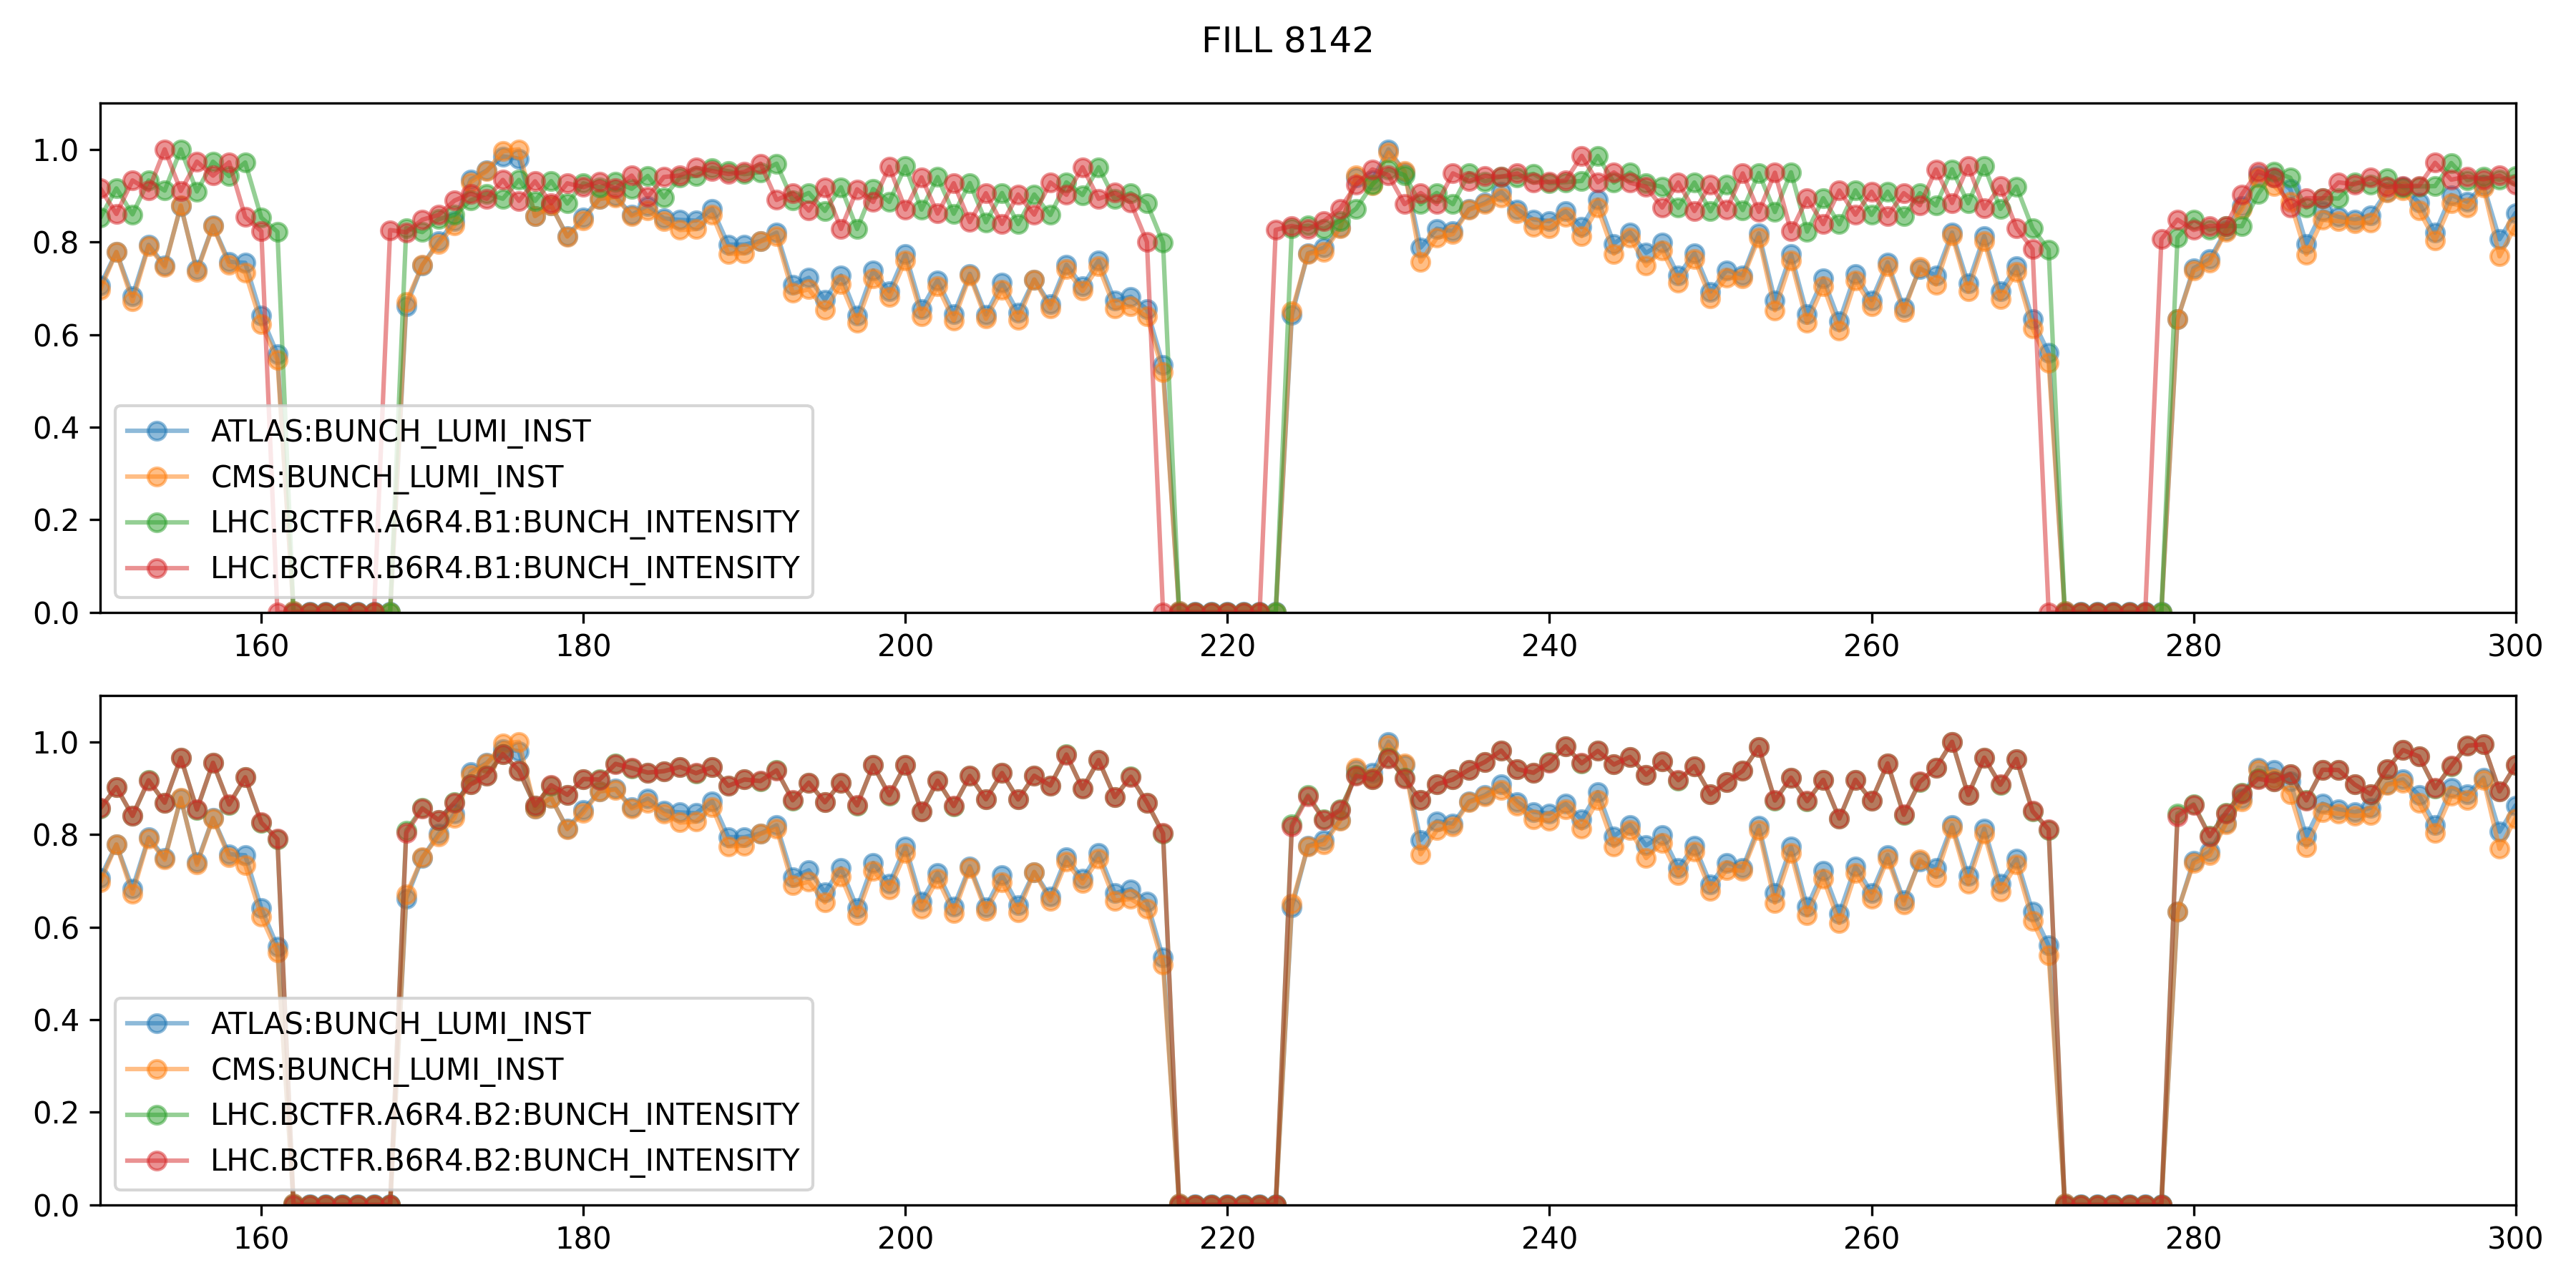 FILL 8142
1.0
0.8
0.6
0.4
0.2
0.0
ATLAS:BUNCH_LUMI_INST
CMS:BUNCH_LUMI_INST
LHC.BCTFR.A6R4.B1:BUNCH_INTENSITY
LHC.BCTFR.B6R4.B1:BUNCH_INTENSITY
160 180 200 220 240 260 280 300
1.0
0.8
0.6
0.4
0.2
0.0
ATLAS:BUNCH_LUMI_INST
CMS:BUNCH_LUMI_INST
LHC.BCTFR.A6R4.B2:BUNCH_INTENSITY
LHC.BCTFR.B6R4.B2:BUNCH_INTENSITY
160 180 200 220 240 260 280 300